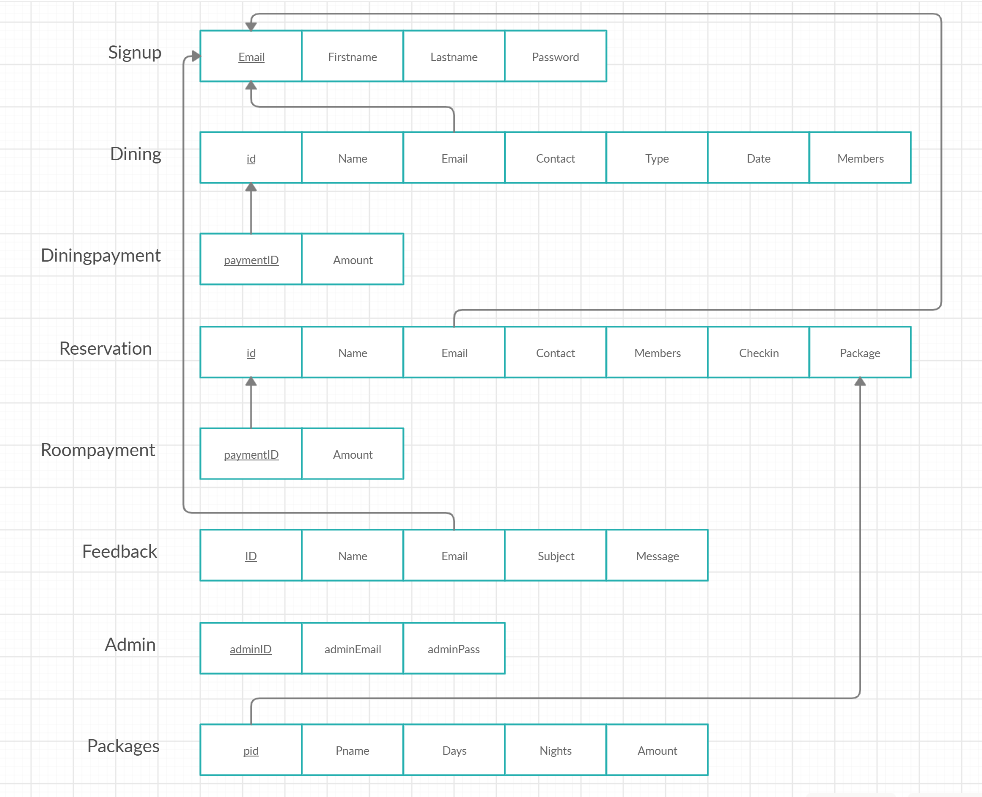 Signup Email Firstname Lastname Password
Dining id Name Email Contact Type Date Members
Diningpayment paymentID Amount
Reservation id Name Email Contact Members Checkin Package
Roompayment paymentID Amount
Feedback ID Name Email Subject Message
Admin adminID adminEmail adminPass
Packages pid Pname Days Nights Amount